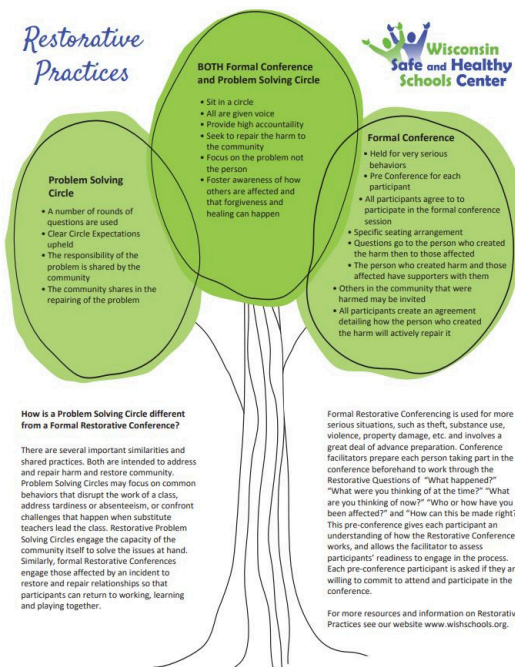 Restorative
Practices
Wisconsin
Safe and Healthy
Schools Center
BOTH Formal Conference
and Problem Solving Circle
• Sit in a circle
• All are given voice
• Provide high accountaility
• Seek to repair the harm to
the community
• Focus on the problem not
the person
• Foster awareness of how
others are affected and
that forgiveness and
healing can happen
Problem Solving
Circle
• A number of rounds of
questions are used
• Clear Circle Expectations
upheld
• The responsibility of the
problem is shared by the
community
• The community shares in the
repairing of the problem
Formal Conference
• Held for very serious
behaviors
• Pre Conference for each
participant
• All participants agree to to
participate in the formal conference
session
• Specific seating arrangement
• Questions go to the person who created
the harm then to those affected
• The person who created harm and those
affected have supporters with them
• Others in the community that were
harmed may be invited
• All participants create an agreement
detailing how the person who created
the harm will actively repair it
How is a Problem Solving Circle different
from a Formal Restorative Conference?
There are several important similarities and
shared practices. Both are intended to address
and repair harm and restore community.
Problem Solving Circles may focus on common
behaviors that disrupt the work of a class,
address tardiness or absenteeism, or confront
challenges that happen when substitute
teachers lead the class. Restorative Problem
Solving Circles engage the capacity of the
community itself to solve the issues at hand.
Similarly, formal Restorative Conferences
engage those affected by an incident to
restore and repair relationships so that
participants can return to working, learning
and playing together.
Formal Restorative Conferencing is used for more
serious situations, such as theft, substance use,
violence, property damage, etc. and involves a
great deal of advance preparation. Conference
facilitators prepare each person taking part in the
conference beforehand to work through the
Restorative Questions of "What happened?"
"What were you thinking of at the time?" "What
are you thinking of now?" "Who or how have you
been affected?" and "How can this be made right?
This pre-conference gives each participant an
understanding of how the Restorative Conference
works, and allows the facilitator to assess
participants' readiness to engage in the process.
Each pre-conference participant is asked if they ar
willing to commit to attend and participate in the
conference.
For more resources and information on Restorativ
Practices see our website www.wishschools.org.